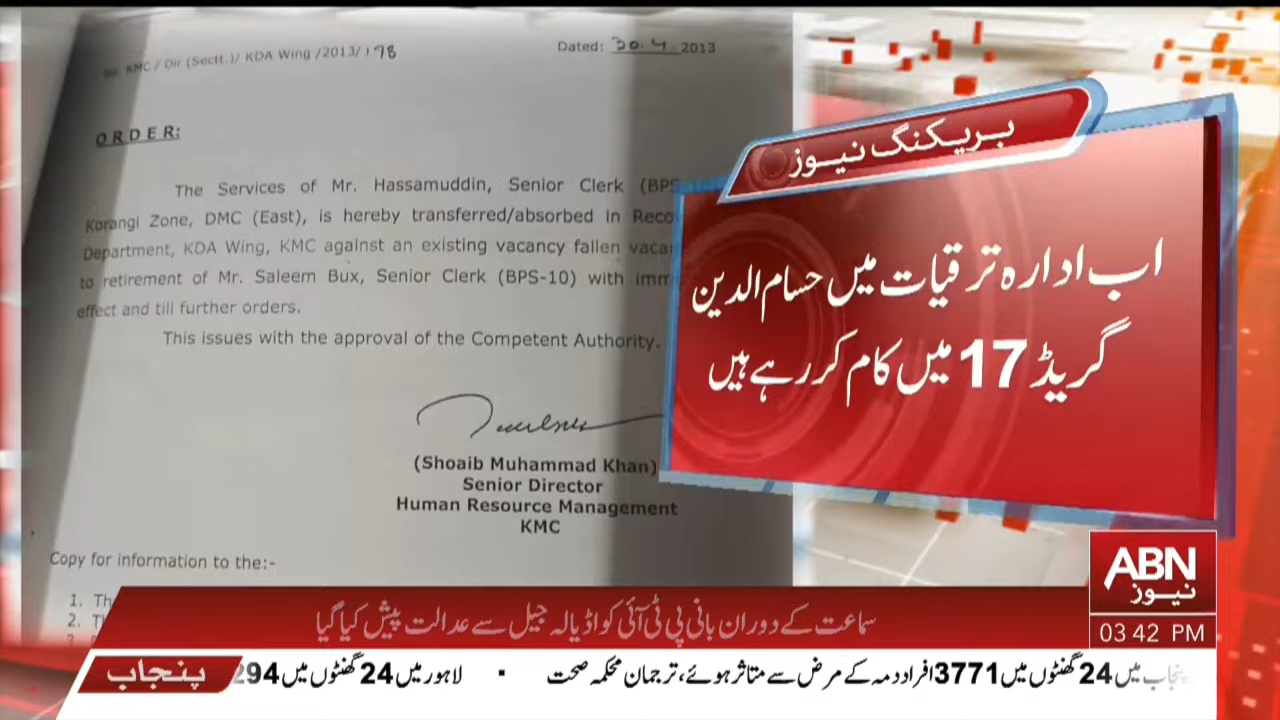 KMC / Dir (Sectt.)/ KDA Wing /2013/ 178
Dated: 30.4.2013
ORDER:
The Services of Mr. Hassamuddin, Senior Clerk (BPS
Korangi Zone, DMC (East), is hereby transferred/absorbed in
Department, KDA Wing, KMC against an existing vacancy fallen
to retirement of Mr. Saleem Bux, Senior Clerk (BPS-10) with
effect and till further orders.
This issues with the approval of the Competent Authority.
(Shoaib Muhammad Khan)
Senior Director
Human Resource Management
KMC
Copy for information to the:-
1.
2.
3.
بریکنگ نیوز
اب ادارہ ترقیات میں حسام الدین
گریڈ 17 میں کام کر رہے ہیں
ABN
نیوز
03:42 PM
سماعت کے دوران بانی پی ٹی آئی کو اڈیالہ جیل سے عدالت پیش کیا گیا
پنجاب
پنجاب میں 24 گھنٹوں میں 3771 افراد دمہ کے مرض سے متاثر ہوئے، ترجمان محکمہ صحت · لاہور میں 24 گھنٹوں میں 294